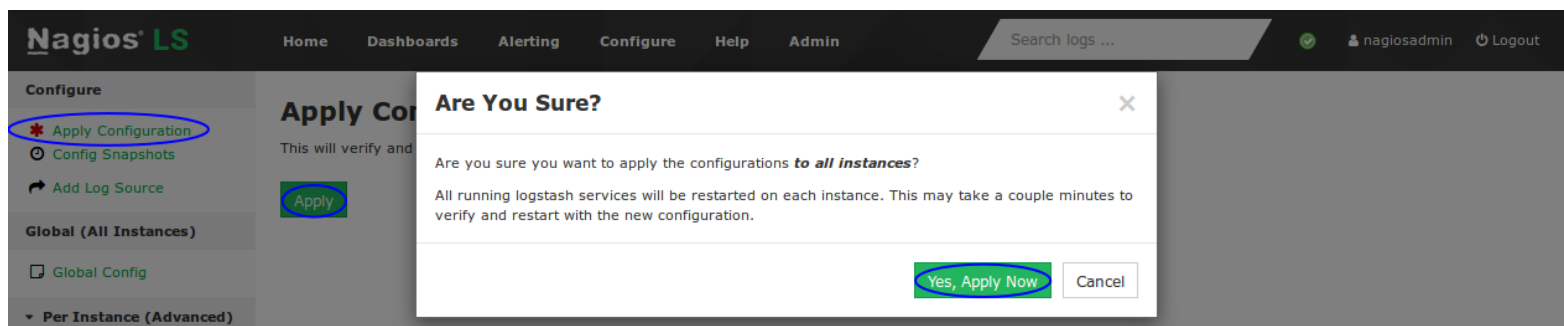 Nagios® LS
Home Dashboards Alerting Configure Help Admin
Search logs ...
nagiosadmin Logout
Configure
Apply Configuration
Config Snapshots
Add Log Source
Global (All Instances)
Global Config
Per Instance (Advanced)
Apply
This will verify and
Apply
Are You Sure?
×
Are you sure you want to apply the configurations to all instances?
All running logstash services will be restarted on each instance. This may take a couple minutes to
verify and restart with the new configuration.
Yes, Apply Now Cancel